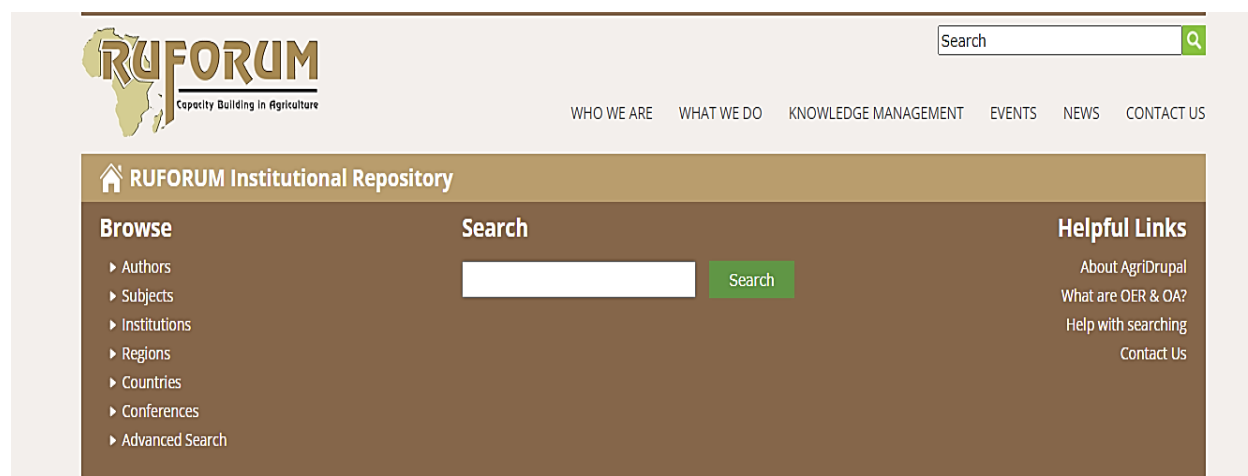 RUFORUM
Capacity Building in Agriculture
Search
WHO WE ARE WHAT WE DO KNOWLEDGE MANAGEMENT EVENTS NEWS CONTACT US
RUFORUM Institutional Repository
Browse
Authors
Subjects
Institutions
Regions
Countries
Conferences
Advanced Search
Search
Search
Helpful Links
About AgriDrupal
What are OER & OA?
Help with searching
Contact Us